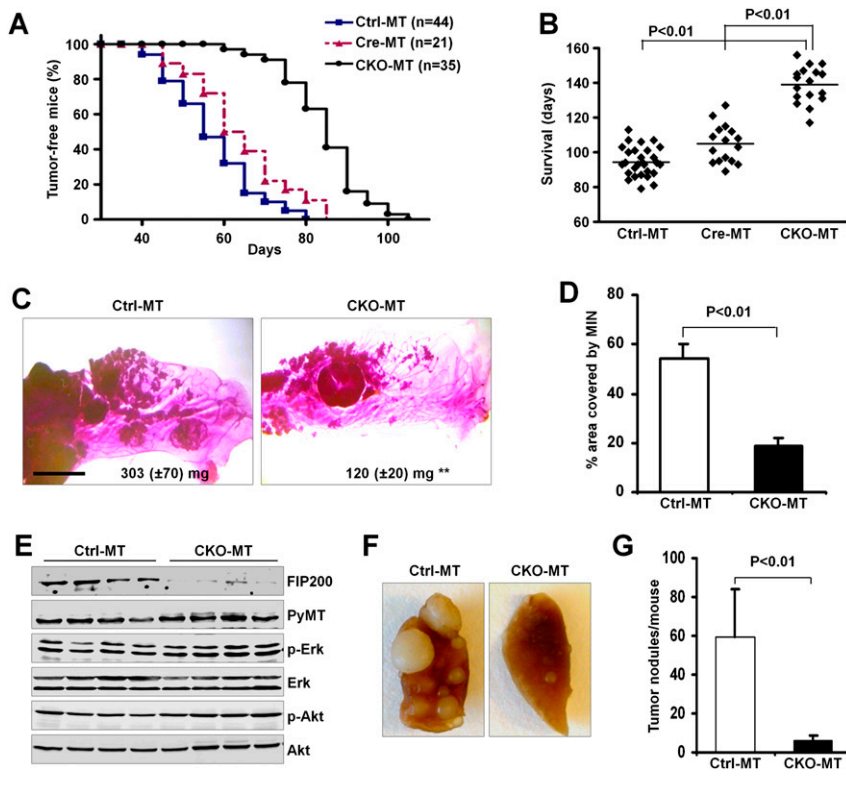 A
Tumor-free mice (%)
100
80
60
40
20
0
40
60
80
100
Days
Ctrl-MT (n=44)
Cre-MT (n=21)
CKO-MT (n=35)
B
P<0.01
P<0.01
Survival (days)
160
140
120
100
80
60
Ctrl-MT
Cre-MT
CKO-MT
C
Ctrl-MT
CKO-MT
303 (±70) mg
120 (±20) mg **
D
% area covered by MIN
80
60
40
20
0
P<0.01
Ctrl-MT
CKO-MT
E
Ctrl-MT
CKO-MT
FIP200
PyMT
p-Erk
Erk
p-Akt
Akt
F
Ctrl-MT
CKO-MT
G
Tumor nodules/mouse
100
80
60
40
20
0
P<0.01
Ctrl-MT
CKO-MT